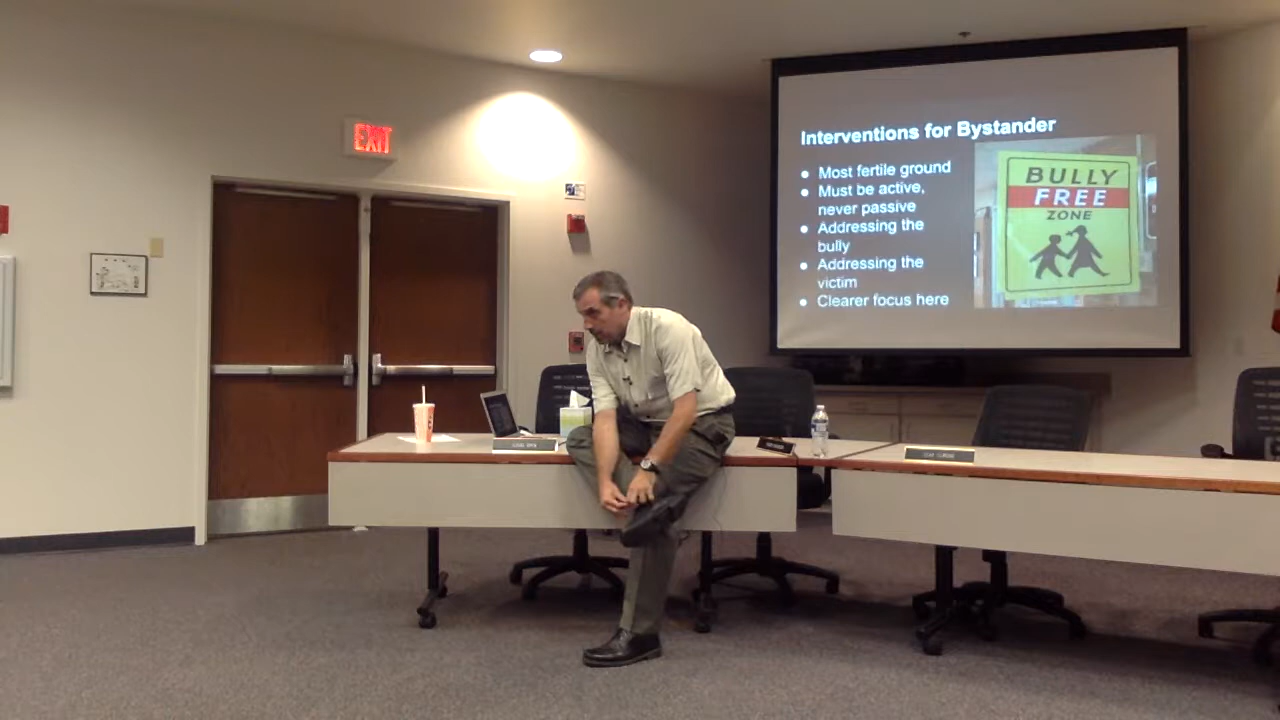 EXIT
Interventions for Bystander
● Most fertile ground
● Must be active,
never passive
● Addressing the
bully
● Addressing the
victim
● Clearer focus here
BULLY
FREE
ZONE